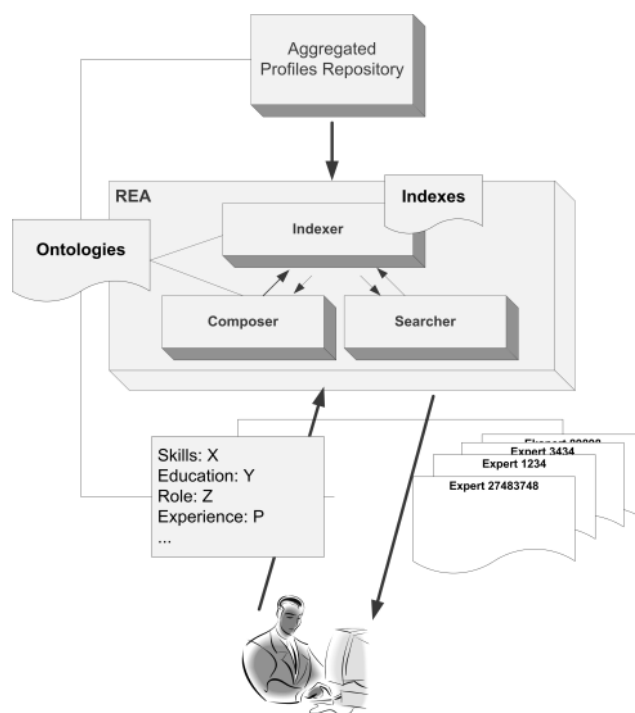 Aggregated
Profiles Repository
REA
Indexes
Indexer
Ontologies
Composer
Searcher
Skills: X
Education: Y
Role: Z
Experience: P
...
Expert 3434
Expert 1234
Expert 27483748